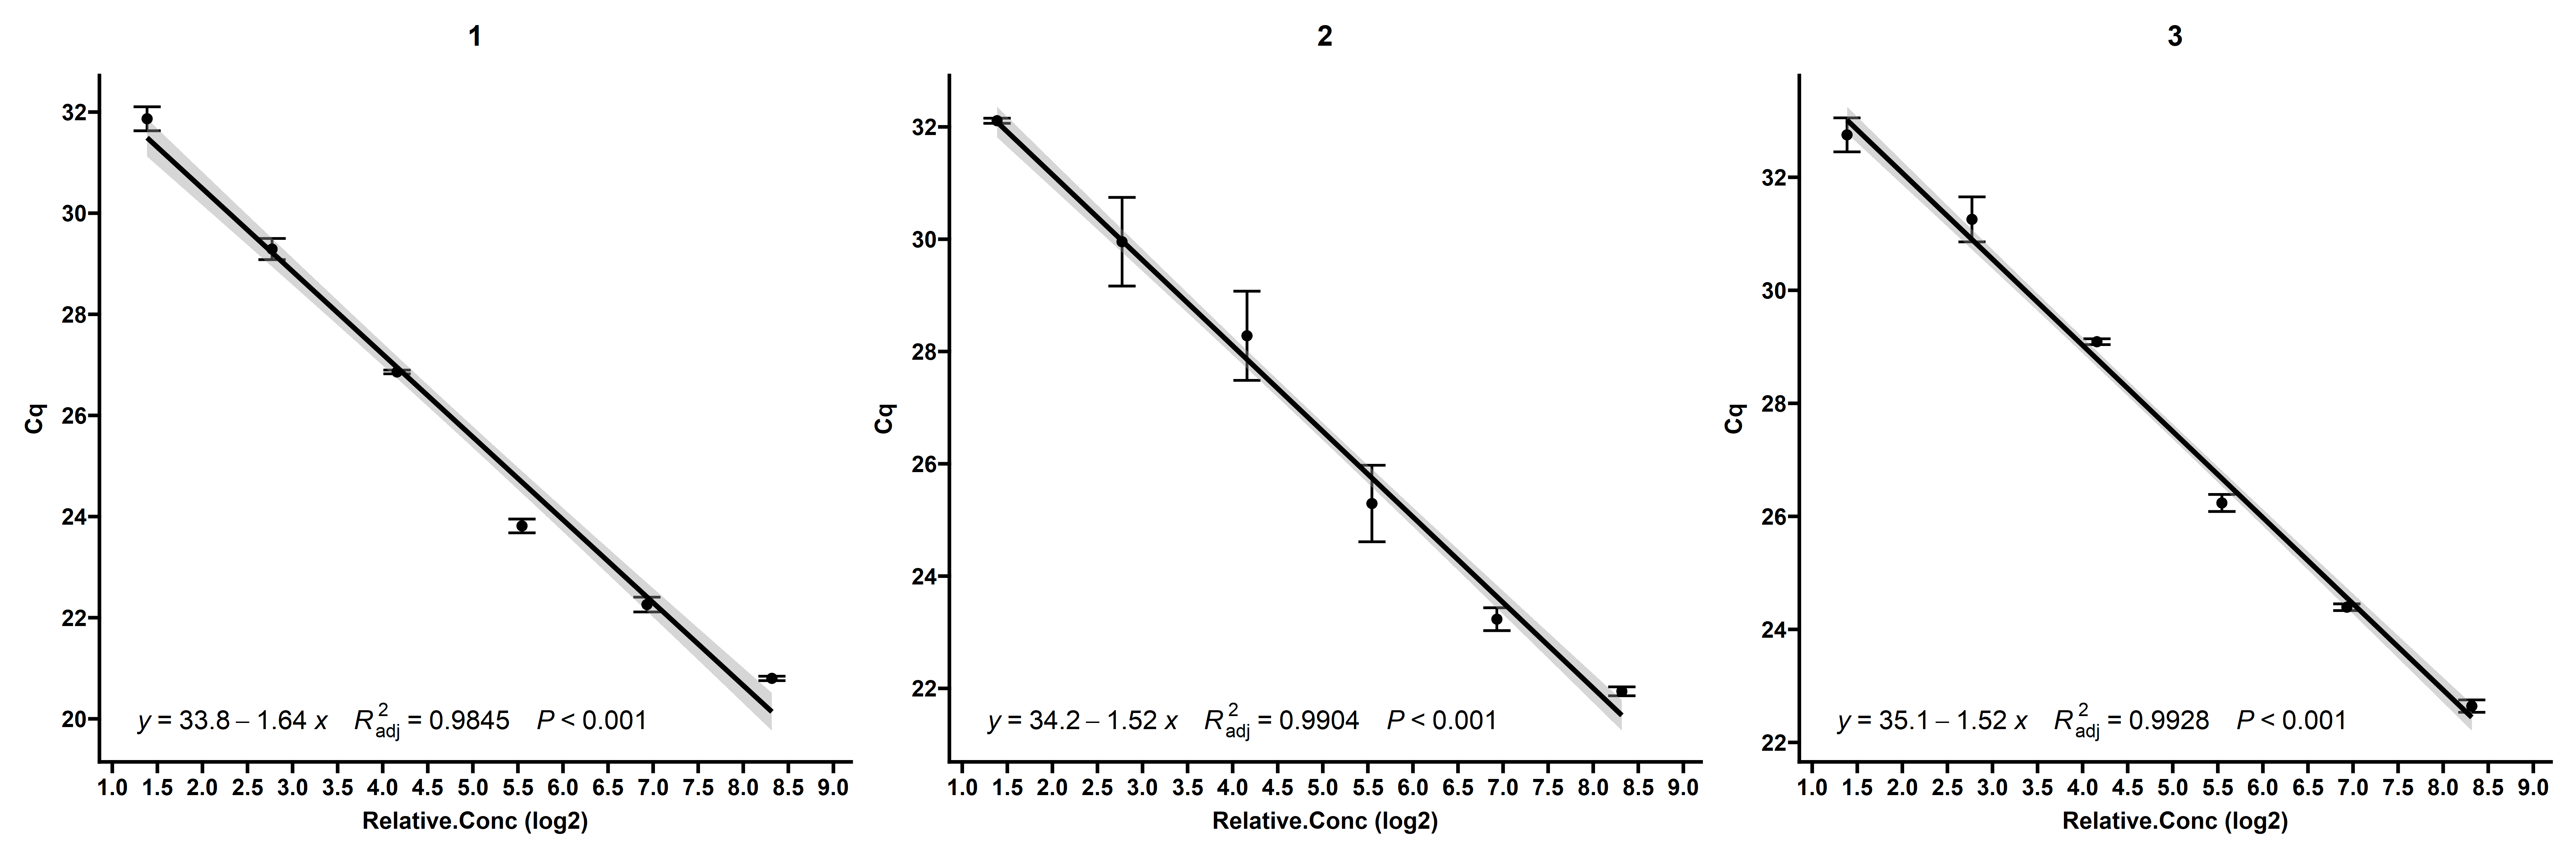 1
32
30
28
26
24
22
20
Cq
y = 33.8 – 1.64 x R²adj = 0.9845 P < 0.001
1.0 1.5 2.0 2.5 3.0 3.5 4.0 4.5 5.0 5.5 6.0 6.5 7.0 7.5 8.0 8.5 9.0
Relative.Conc (log2)
2
32
30
28
26
24
22
Cq
y = 34.2 – 1.52 x R²adj = 0.9904 P < 0.001
1.0 1.5 2.0 2.5 3.0 3.5 4.0 4.5 5.0 5.5 6.0 6.5 7.0 7.5 8.0 8.5 9.0
Relative.Conc (log2)
3
32
30
28
26
24
22
Cq
y = 35.1 – 1.52 x R²adj = 0.9928 P < 0.001
1.0 1.5 2.0 2.5 3.0 3.5 4.0 4.5 5.0 5.5 6.0 6.5 7.0 7.5 8.0 8.5 9.0
Relative.Conc (log2)